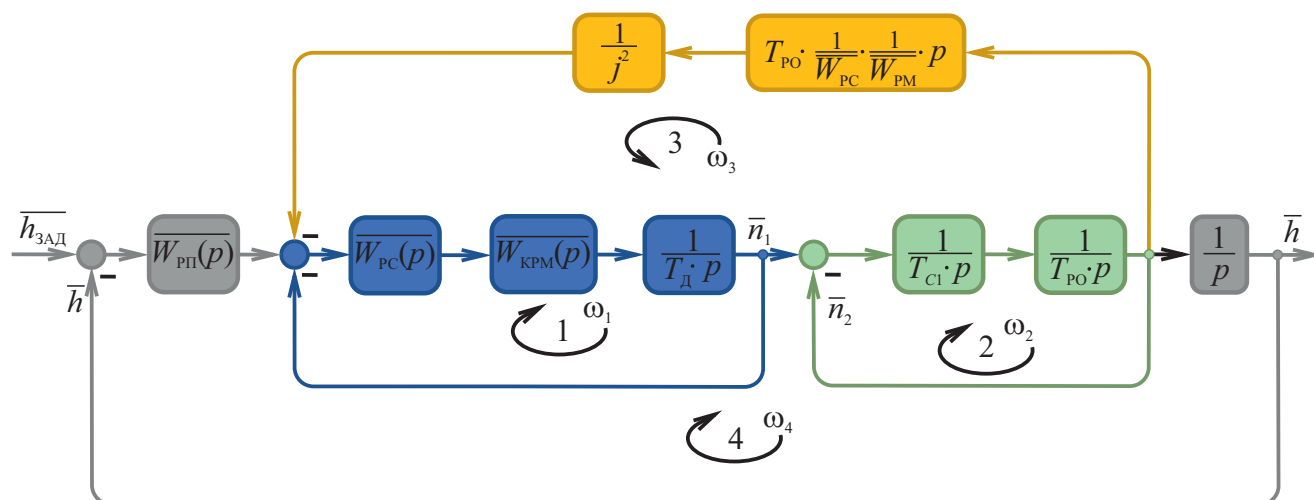 1/j²
T_РО · 1/W̅_РС · 1/W̅_РМ · p
3 ω₃
h̅_ЗАД
W̅_РП(p)
W̅_РС(p)
W̅_КРМ(p)
1/(T_Д · p)
n̅₁
1/(T_C1 · p)
1/(T_РО · p)
1/p
h̅
h̅
n̅₂
1 ω₁
2 ω₂
4 ω₄